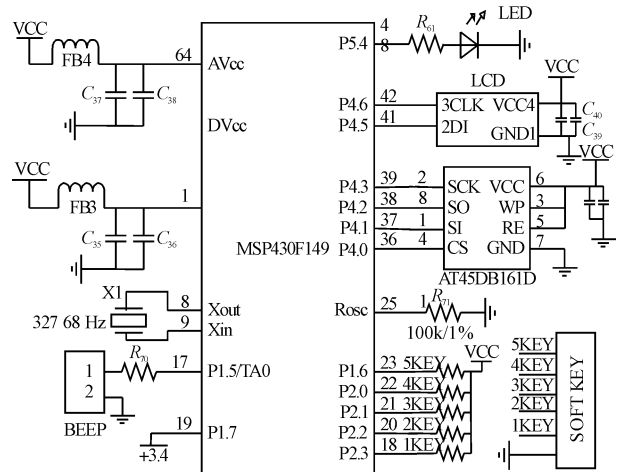 VCC
FB4
C37
C38
64
AVcc
DVcc
VCC
FB3
C35
C36
1
X1
327 68 Hz
8
Xout
9
Xin
BEEP
1
2
R70
17
P1.5/TA0
19
P1.7
+3.4
MSP430F149
P5.4
4
8
R61
LED
LCD
VCC
P4.6
42
3CLK
VCC4
P4.5
41
2DI
GND1
C40
C39
VCC
P4.3
39
2
SCK
VCC
6
P4.2
38
8
SO
WP
3
P4.1
37
1
SI
RE
5
P4.0
36
4
CS
GND
7
AT45DB161D
Rosc
25
1
R71
100k/1%
VCC
P1.6
23
5KEY
P2.0
22
4KEY
P2.1
21
3KEY
P2.2
20
2KEY
P2.3
18
1KEY
5KEY
4KEY
3KEY
2KEY
1KEY
SOFT KEY